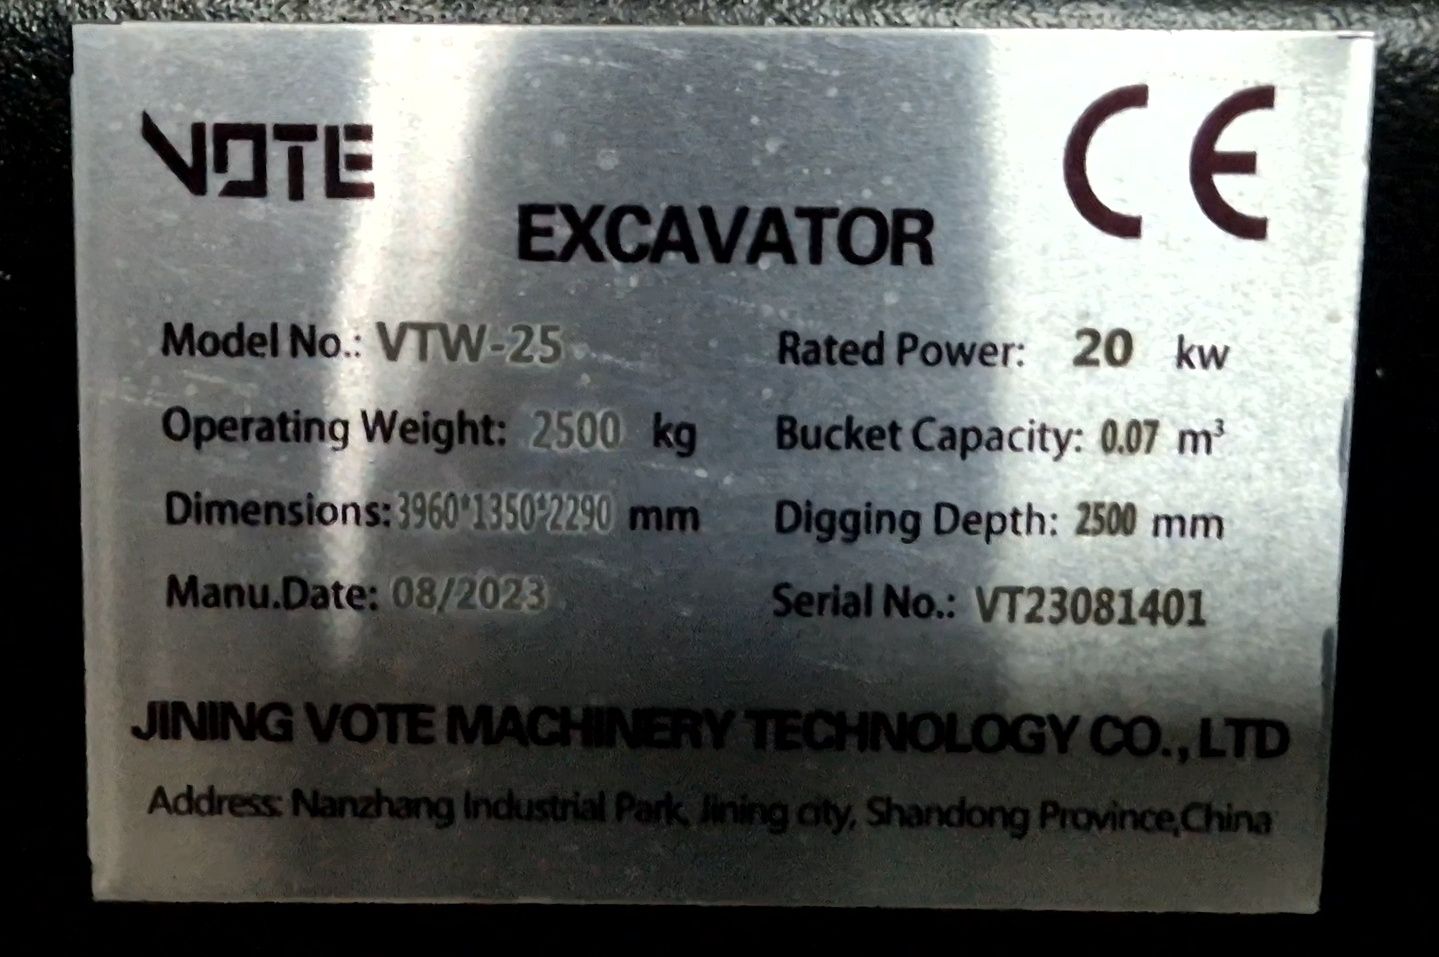 VOTE
CE
EXCAVATOR
Model No.: VTW-25
Rated Power: 20 kw
Operating Weight: 2500 kg
Bucket Capacity: 0.07 m³
Dimensions: 3960*1350*2290 mm
Digging Depth: 2500 mm
Manu.Date: 08/2023
Serial No.: VT23081401
JINING VOTE MACHINERY TECHNOLOGY CO., LTD
Address: Nanzhang Industrial Park, Jining city, Shandong Province,China